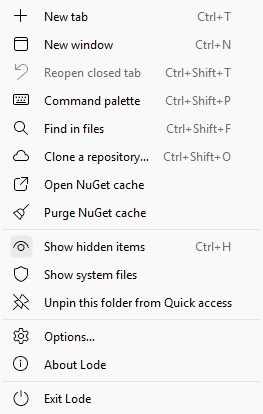 New tab Ctrl+T
New window Ctrl+N
Reopen closed tab Ctrl+Shift+T
Command palette Ctrl+Shift+P
Find in files Ctrl+Shift+F
Clone a repository... Ctrl+Shift+O
Open NuGet cache
Purge NuGet cache
Show hidden items Ctrl+H
Show system files
Unpin this folder from Quick access
Options...
About Lode
Exit Lode